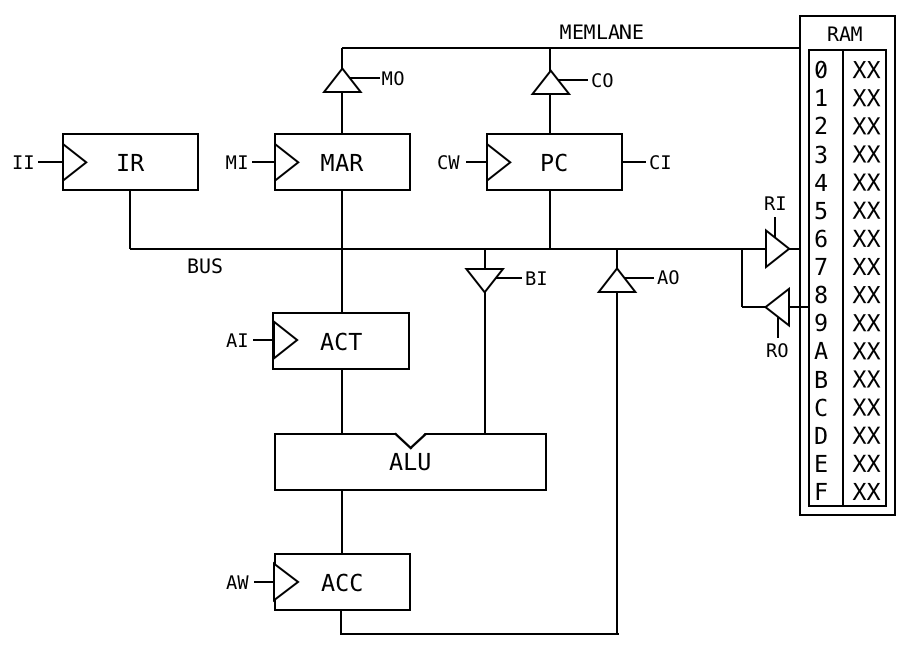 MEMLANE
RAM
MO
CO
0 XX
1 XX
2 XX
3 XX
4 XX
5 XX
6 XX
7 XX
8 XX
9 XX
A XX
B XX
C XX
D XX
E XX
F XX
II
IR
MI
MAR
CW
PC
CI
RI
BUS
BI
AO
AI
ACT
RO
ALU
AW
ACC